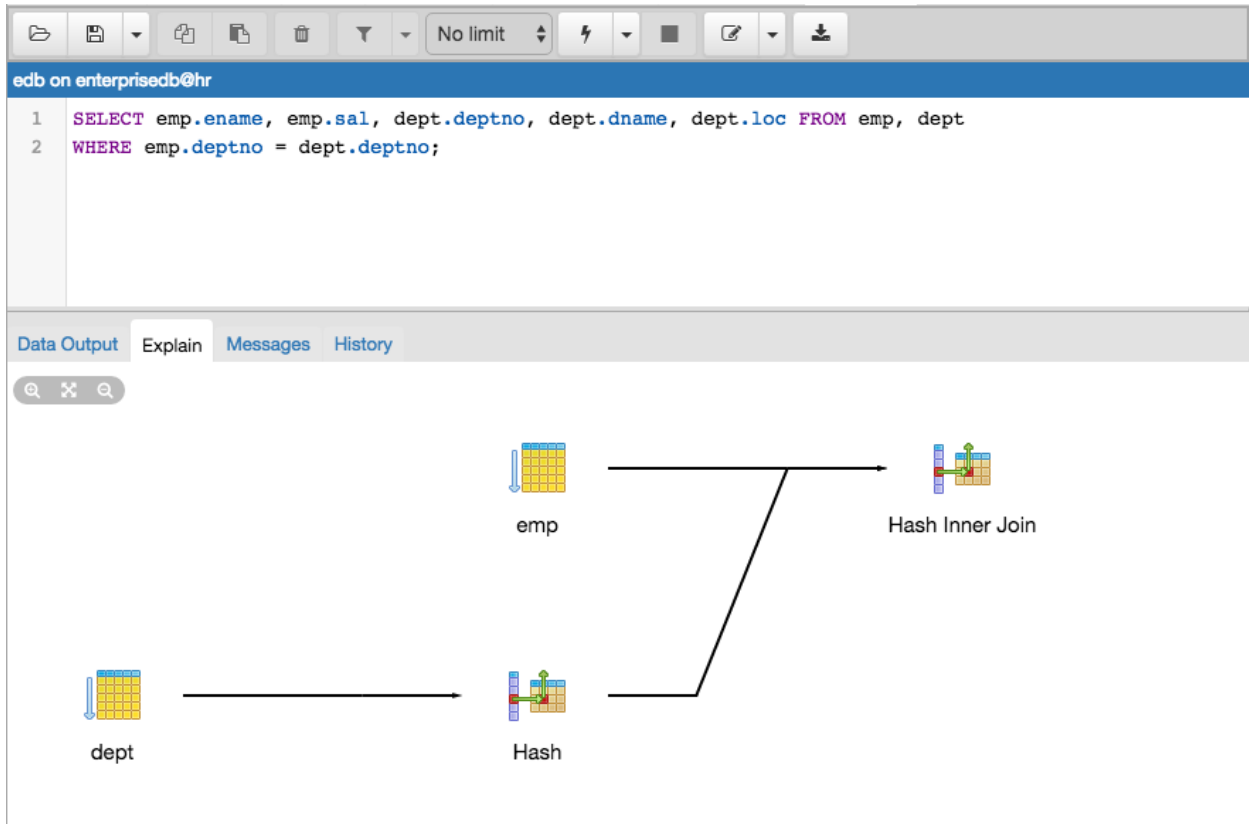 No limit
edb on enterprisedb@hr
1 SELECT emp.ename, emp.sal, dept.deptno, dept.dname, dept.loc FROM emp, dept
2 WHERE emp.deptno = dept.deptno;
Data Output Explain Messages History
emp
Hash Inner Join
dept
Hash